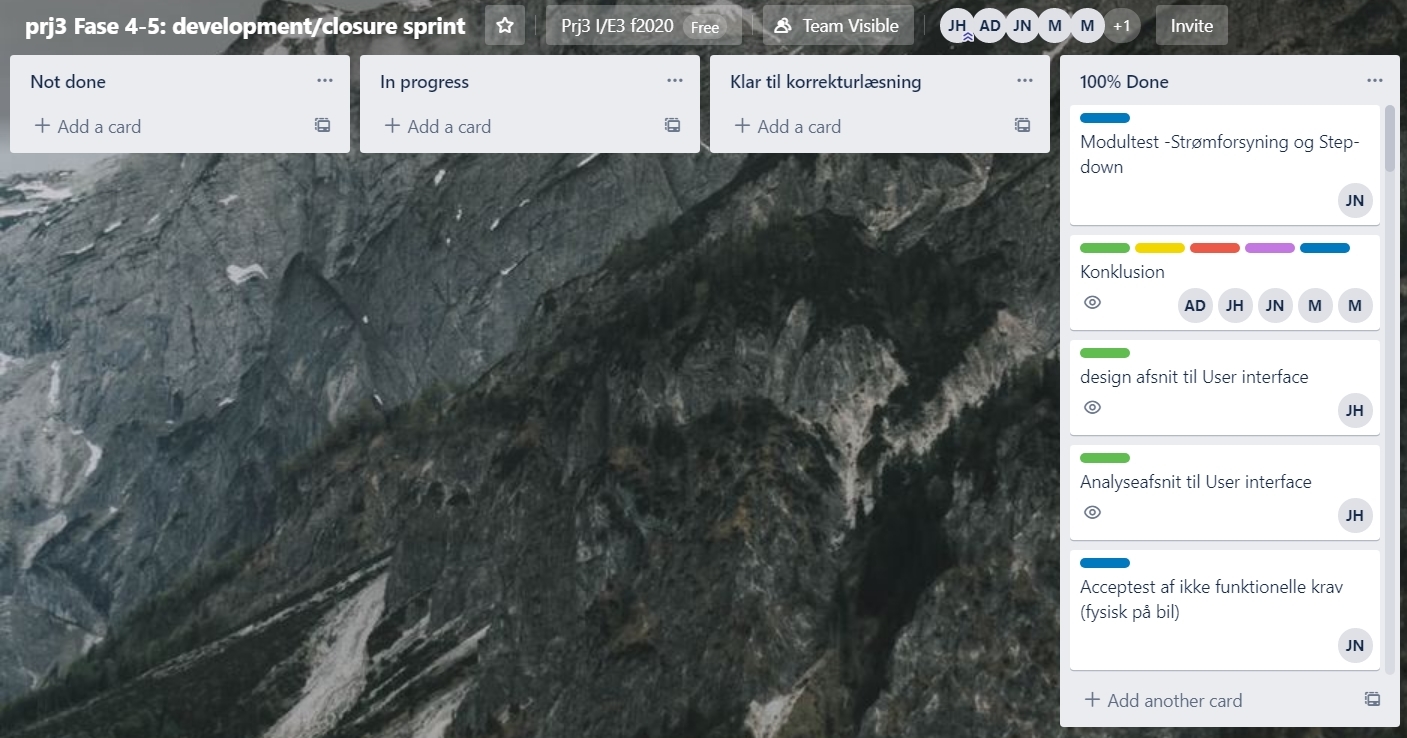 prj3 Fase 4-5: development/closure sprint
Prj3 I/E3 f2020 Free
Team Visible
JH AD JN M M +1
Invite
Not done
+ Add a card
In progress
+ Add a card
Klar til korrekturlæsning
+ Add a card
100% Done
Modultest -Strømforsyning og Step-
down
JN
Konklusion
AD JH JN M M
design afsnit til User interface
JH
Analyseafsnit til User interface
JH
Acceptest af ikke funktionelle krav
(fysisk på bil)
JN
+ Add another card